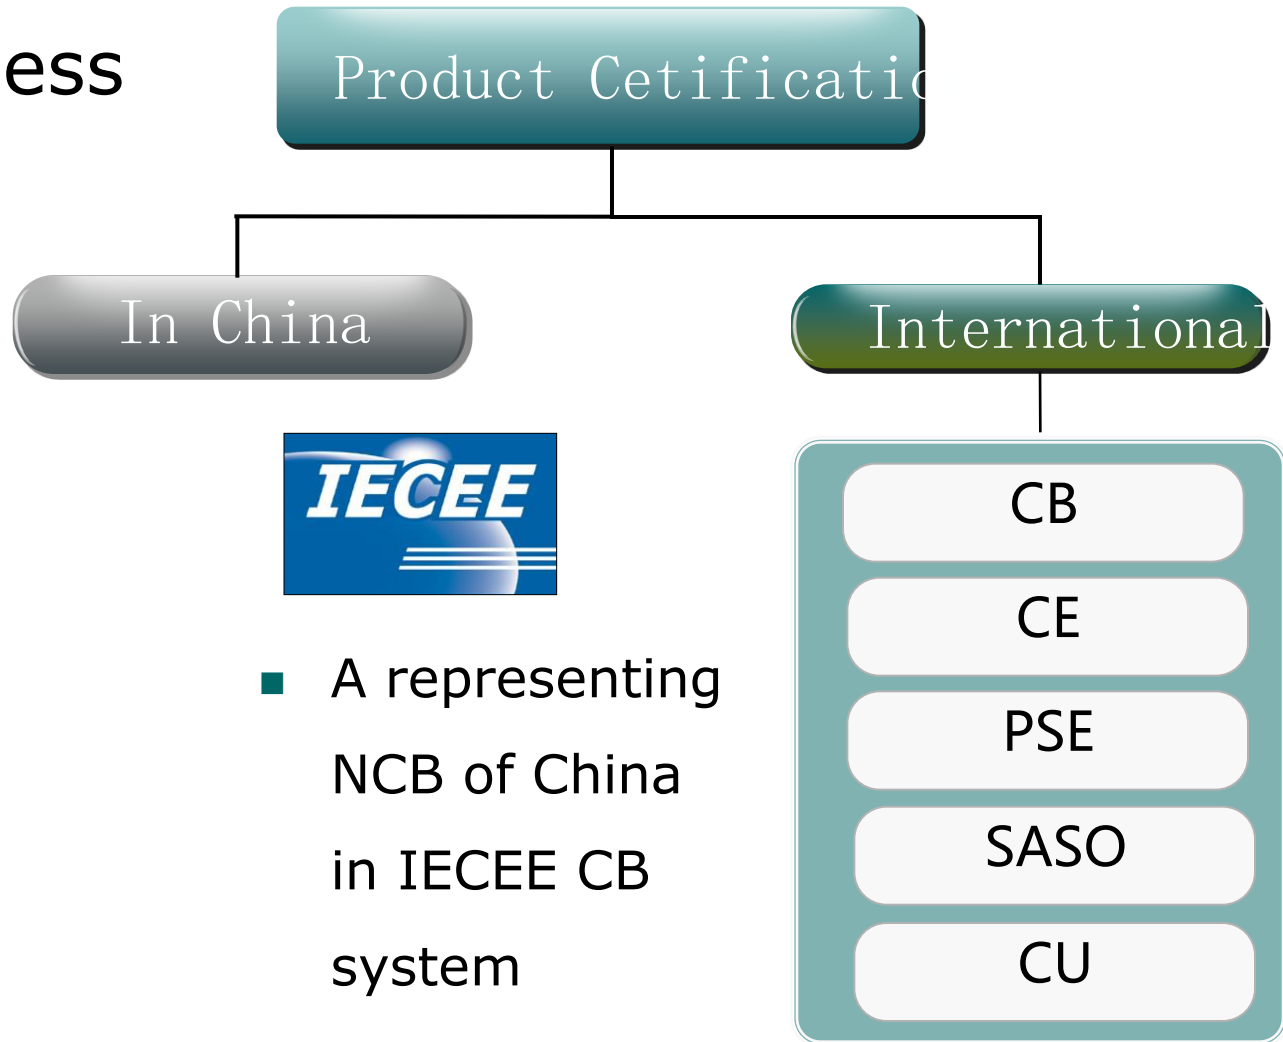 ess
Product Cetificatio
In China
International
IECEE
A representing
NCB of China
in IECEE CB
system
CB
CE
PSE
SASO
CU